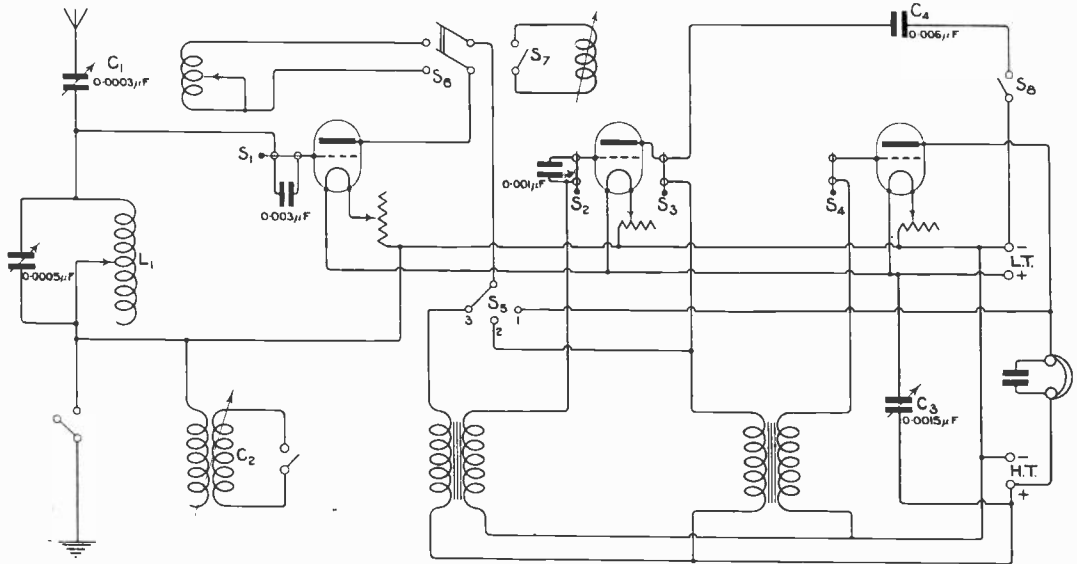 C1
0.0003µF
S6
S7
C4
0.006µF
S8
S1
0.003µF
0.001µF
S2
S3
S4
0.0005µF
L1
−
L.T.
+
S5
3
2
1
C2
C3
0.0015µF
−
H.T.
+